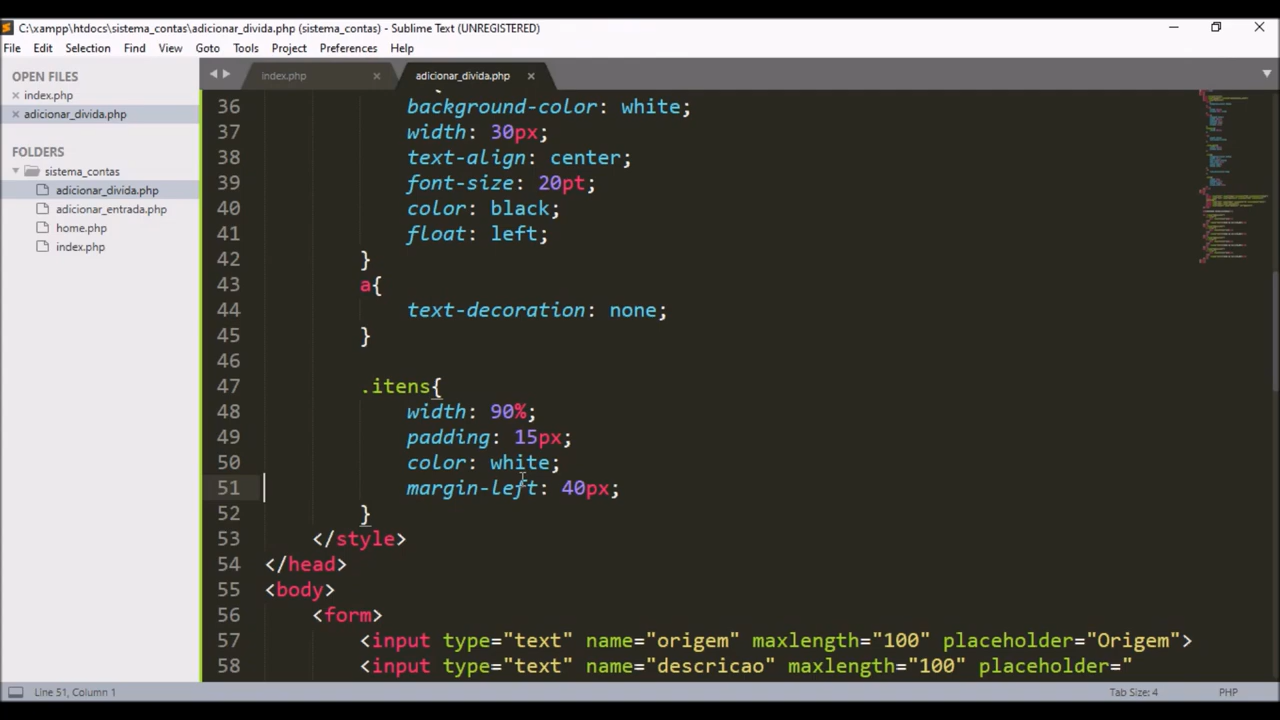 C:\xampp\htdocs\sistema_contas\adicionar_divida.php (sistema_contas) - Sublime Text (UNREGISTERED)
File Edit Selection Find View Goto Tools Project Preferences Help
OPEN FILES
index.php
adicionar_divida.php
FOLDERS
sistema_contas
adicionar_divida.php
adicionar_entrada.php
home.php
index.php
index.php adicionar_divida.php
36 background-color: white;
37 width: 30px;
38 text-align: center;
39 font-size: 20pt;
40 color: black;
41 float: left;
42 }
43 a{
44 text-decoration: none;
45 }
46
47 .itens{
48 width: 90%;
49 padding: 15px;
50 color: white;
51 margin-left: 40px;
52 }
53 </style>
54 </head>
55 <body>
56 <form>
57 <input type="text" name="origem" maxlength="100" placeholder="Origem">
58 <input type="text" name="descricao" maxlength="100" placeholder="
Line 51, Column 1 Tab Size: 4 PHP